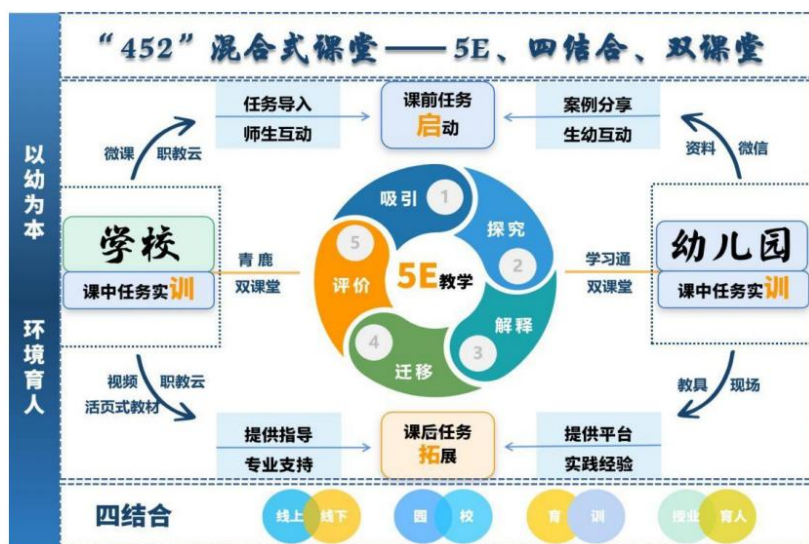 “452”混合式课堂——5E、四结合、双课堂
以幼为本
环境育人
任务导入
师生互动
课前任务
启动
案例分享
生幼互动
微课 职教云
资料 微信
学校
课中任务实训
青鹿
双课堂
吸引 1
探究
2
解释
3
迁移
4
评价
5
5E教学
学习通
双课堂
幼儿园
课中任务实训
视频 职教云
活页式教材
教具 现场
提供指导
专业支持
课后任务
拓展
提供平台
实践经验
四结合
线上 线下
园 校
育 训
授业 育人